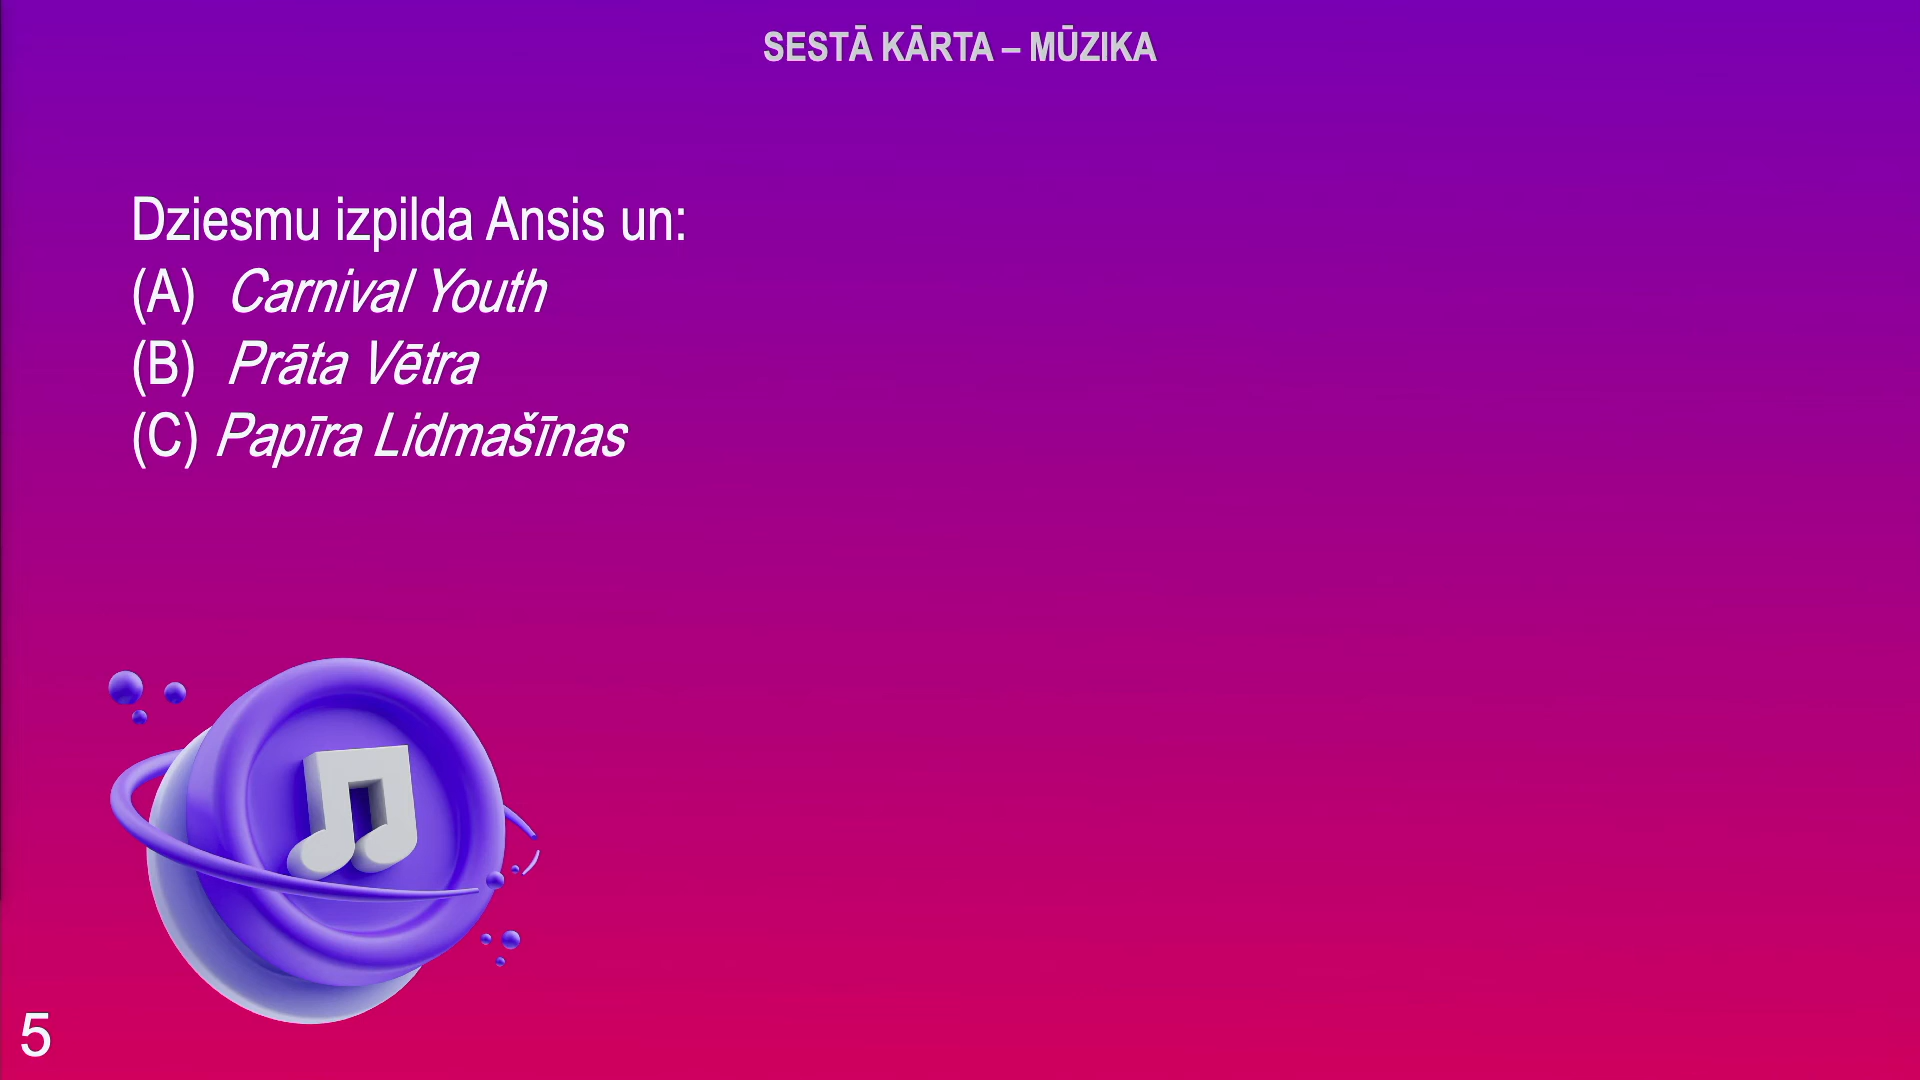 SESTĀ KĀRTA – MŪZIKA
Dziesmu izpilda Ansis un:
(A) Carnival Youth
(B) Prāta Vētra
(C) Papīra Lidmašīnas
5